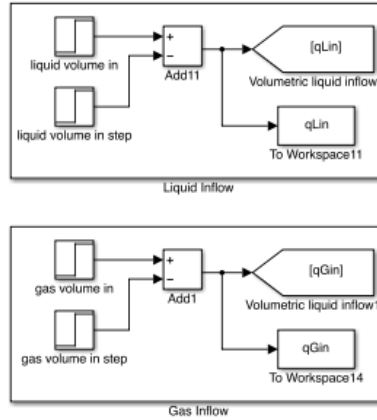 liquid volume in
+
−
Add11
[qLin]
Volumetric liquid inflow
liquid volume in step
qLin
To Workspace11
Liquid Inflow
gas volume in
+
−
Add1
[qGin]
Volumetric liquid inflow1
gas volume in step
qGin
To Workspace14
Gas Inflow